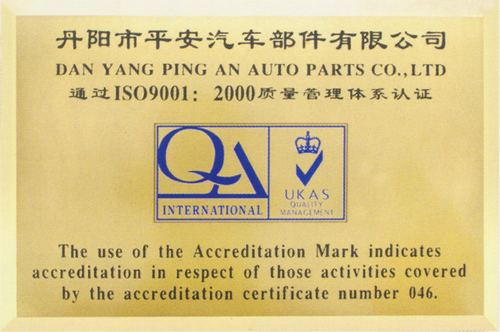 丹阳市平安汽车部件有限公司
DAN YANG PING AN AUTO PARTS CO.,LTD
通过ISO9001: 2000质量管理体系认证
QA
INTERNATIONAL
UKAS
QUALITY
MANAGEMENT
The use of the Accreditation Mark indicates
accreditation in respect of those activities covered
by the accreditation certificate number 046.